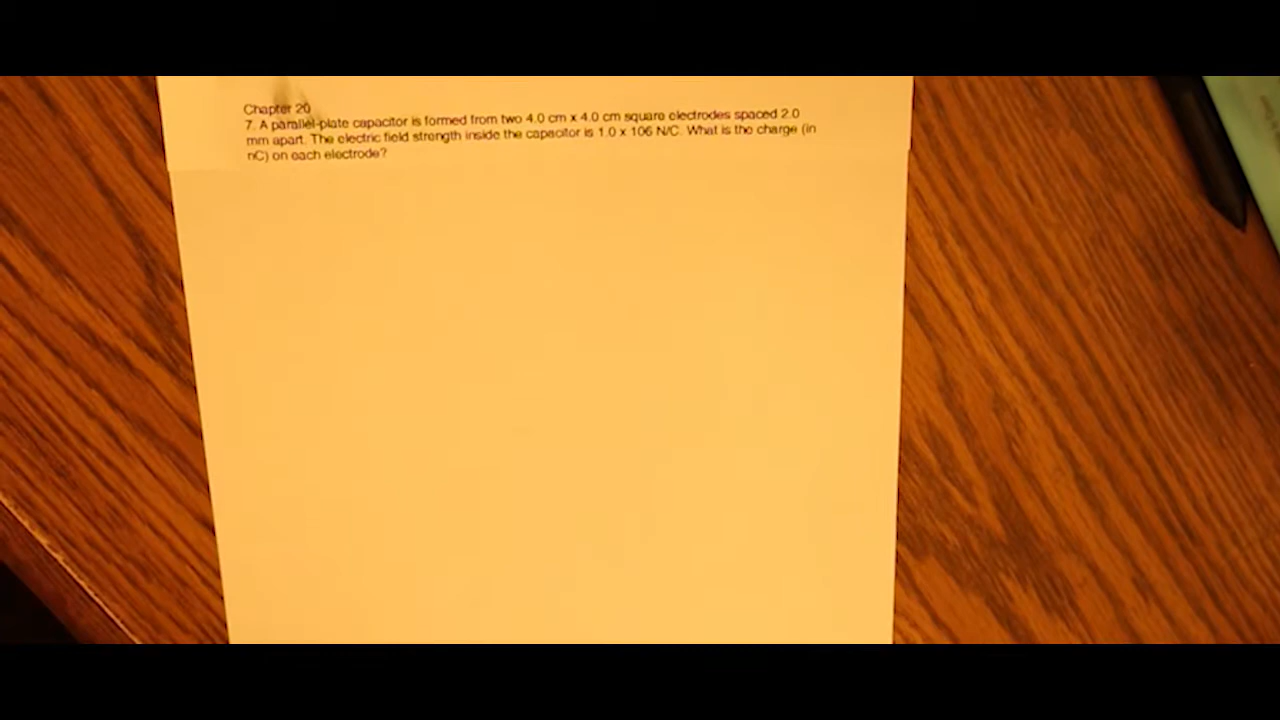 Chapter 20
7. A parallel-plate capacitor is formed from two 4.0 cm x 4.0 cm square electrodes spaced 2.0
mm apart. The electric field strength inside the capacitor is 1.0 x 106 N/C. What is the charge (in
nC) on each electrode?